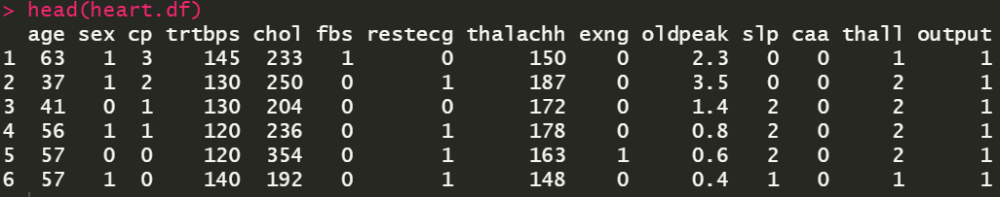 > head(heart.df)
age sex cp trtbps chol fbs restecg thalachh exng oldpeak slp caa thall output
1 63 1 3 145 233 1 0 150 0 2.3 0 0 1 1
2 37 1 2 130 250 0 1 187 0 3.5 0 0 2 1
3 41 0 1 130 204 0 0 172 0 1.4 2 0 2 1
4 56 1 1 120 236 0 1 178 0 0.8 2 0 2 1
5 57 0 0 120 354 0 1 163 1 0.6 2 0 2 1
6 57 1 0 140 192 0 1 148 0 0.4 1 0 1 1